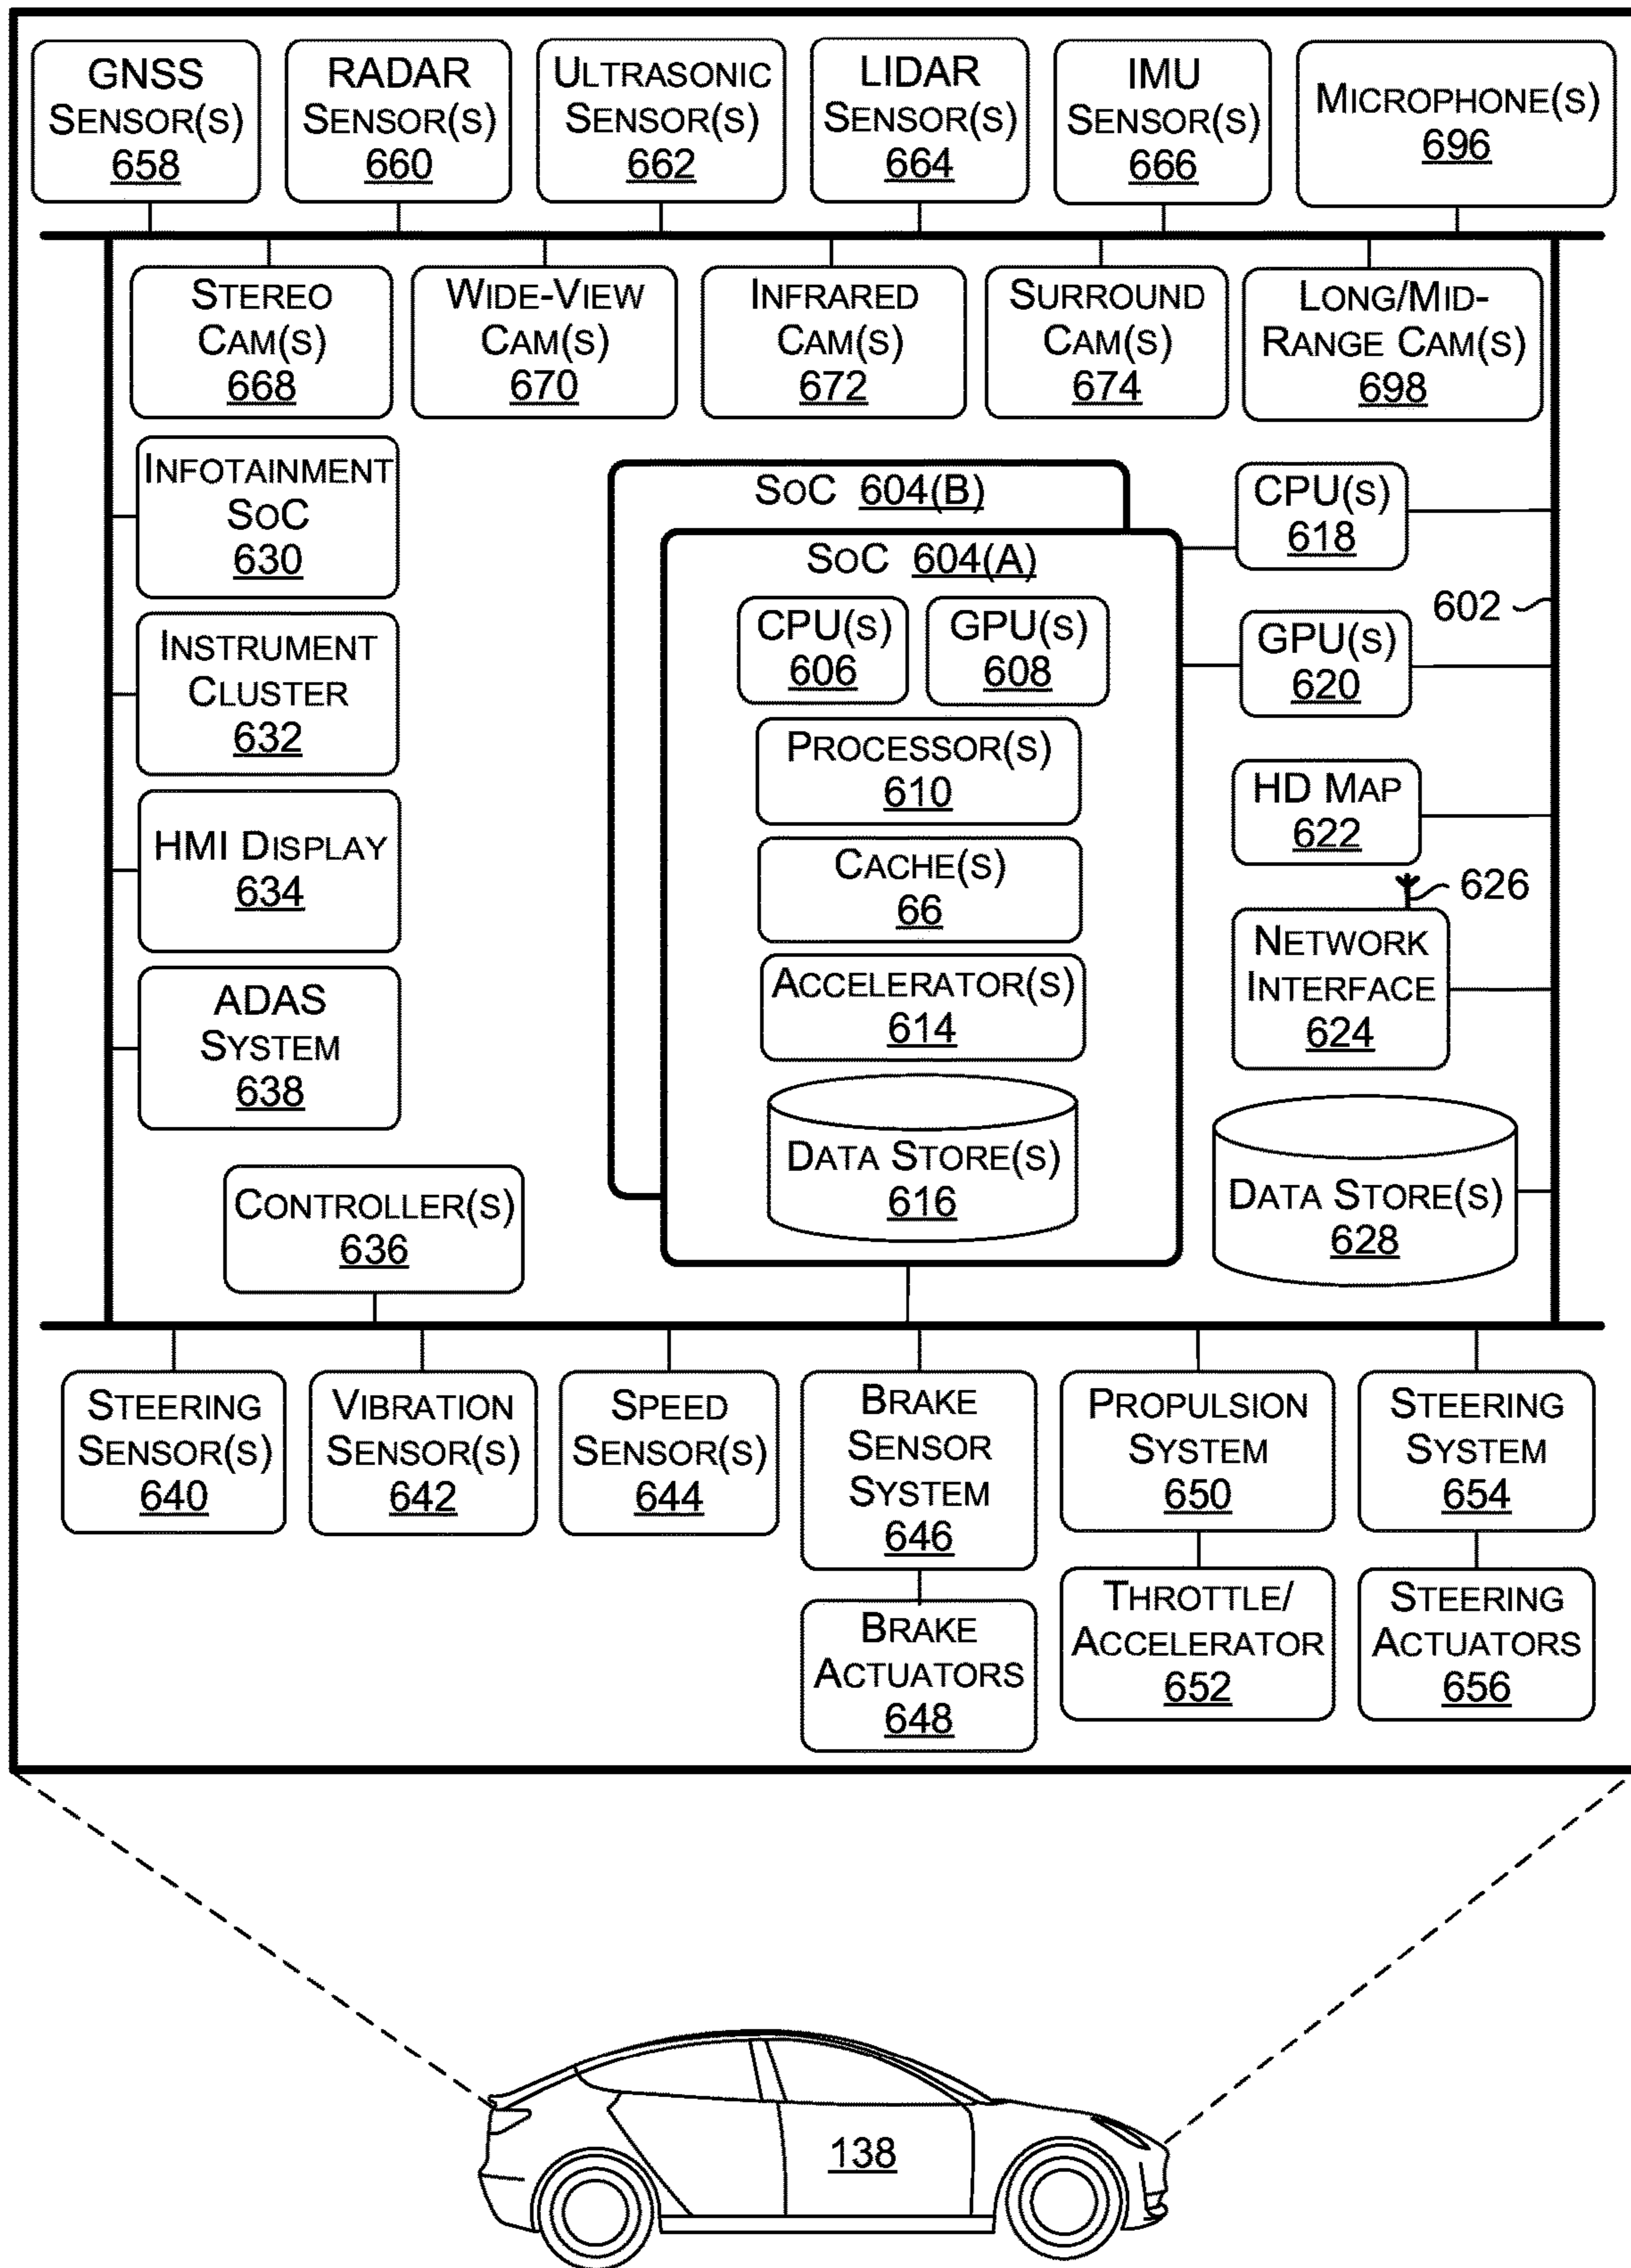 GNSS
SENSOR(S)
658
RADAR
SENSOR(S)
660
ULTRASONIC
SENSOR(S)
662
LIDAR
SENSOR(S)
664
IMU
SENSOR(S)
666
MICROPHONE(S)
696
STEREO
CAM(S)
668
WIDE-VIEW
CAM(S)
670
INFRARED
CAM(S)
672
SURROUND
CAM(S)
674
LONG/MID-
RANGE CAM(S)
698
INFOTAINMENT
SOC
630
INSTRUMENT
CLUSTER
632
HMI DISPLAY
634
ADAS
SYSTEM
638
CONTROLLER(S)
636
SOC 604(B)
SOC 604(A)
CPU(S)
606
GPU(S)
608
PROCESSOR(S)
610
CACHE(S)
66
ACCELERATOR(S)
614
DATA STORE(S)
616
CPU(S)
618
602
GPU(S)
620
HD MAP
622
626
NETWORK
INTERFACE
624
DATA STORE(S)
628
STEERING
SENSOR(S)
640
VIBRATION
SENSOR(S)
642
SPEED
SENSOR(S)
644
BRAKE
SENSOR
SYSTEM
646
BRAKE
ACTUATORS
648
PROPULSION
SYSTEM
650
THROTTLE/
ACCELERATOR
652
STEERING
SYSTEM
654
STEERING
ACTUATORS
656
138